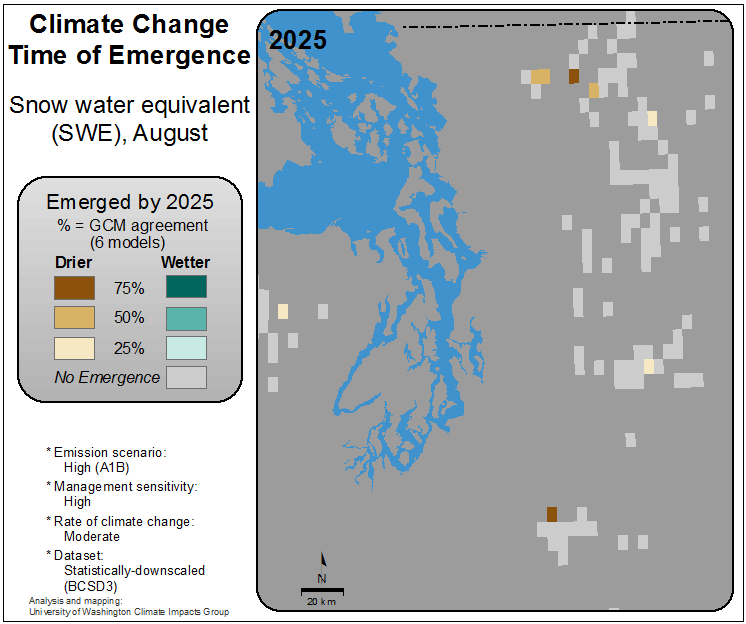 Climate Change
Time of Emergence
Snow water equivalent
(SWE), August
Emerged by 2025
% = GCM agreement
(6 models)
Drier Wetter
75%
50%
25%
No Emergence
* Emission scenario:
High (A1B)
* Management sensitivity:
High
* Rate of climate change:
Moderate
* Dataset:
Statistically-downscaled
(BCSD3)
Analysis and mapping:
University of Washington Climate Impacts Group
2025
N
20 km